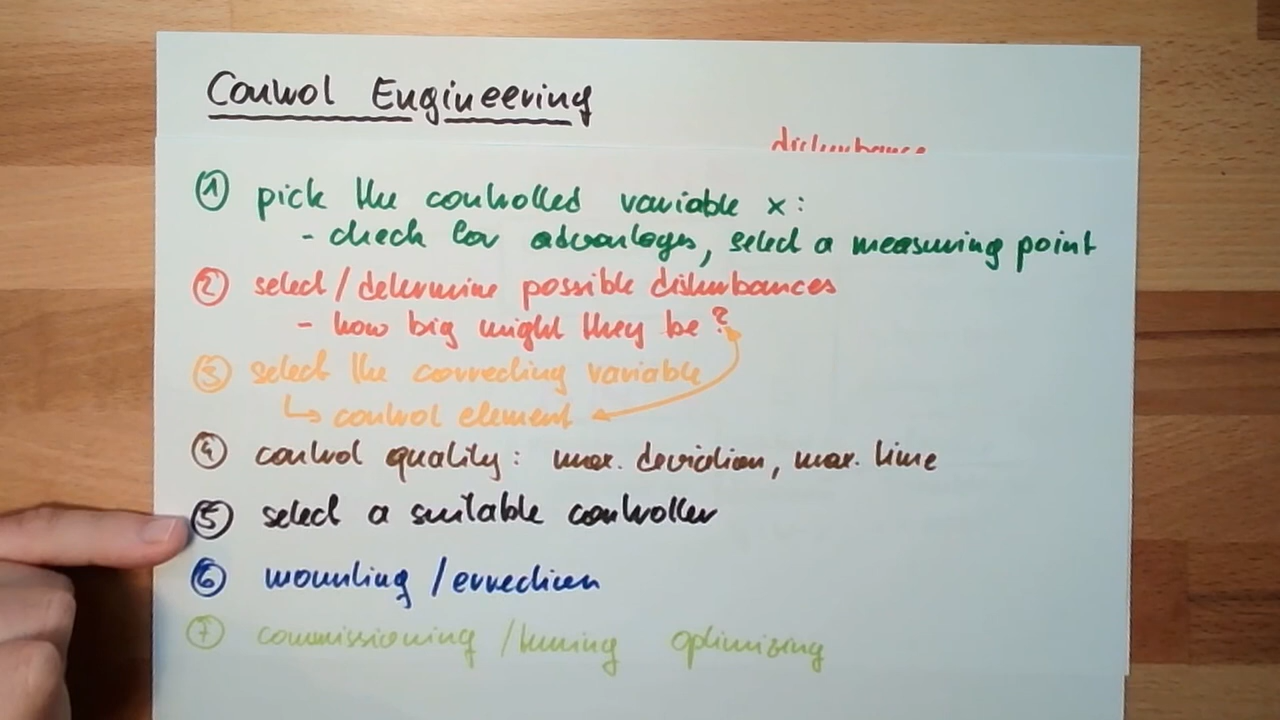 Control Engineering
disturbance
① pick the controlled variable x:
- check for advantages, select a measuring point
② select/determine possible disturbances
- how big might they be?
③ select the correcting variable
↳ control element
④ control quality: max. deviation, max. time
⑤ select a suitable controller
⑥ mounting / errection
⑦ commissioning / tuning optimizing